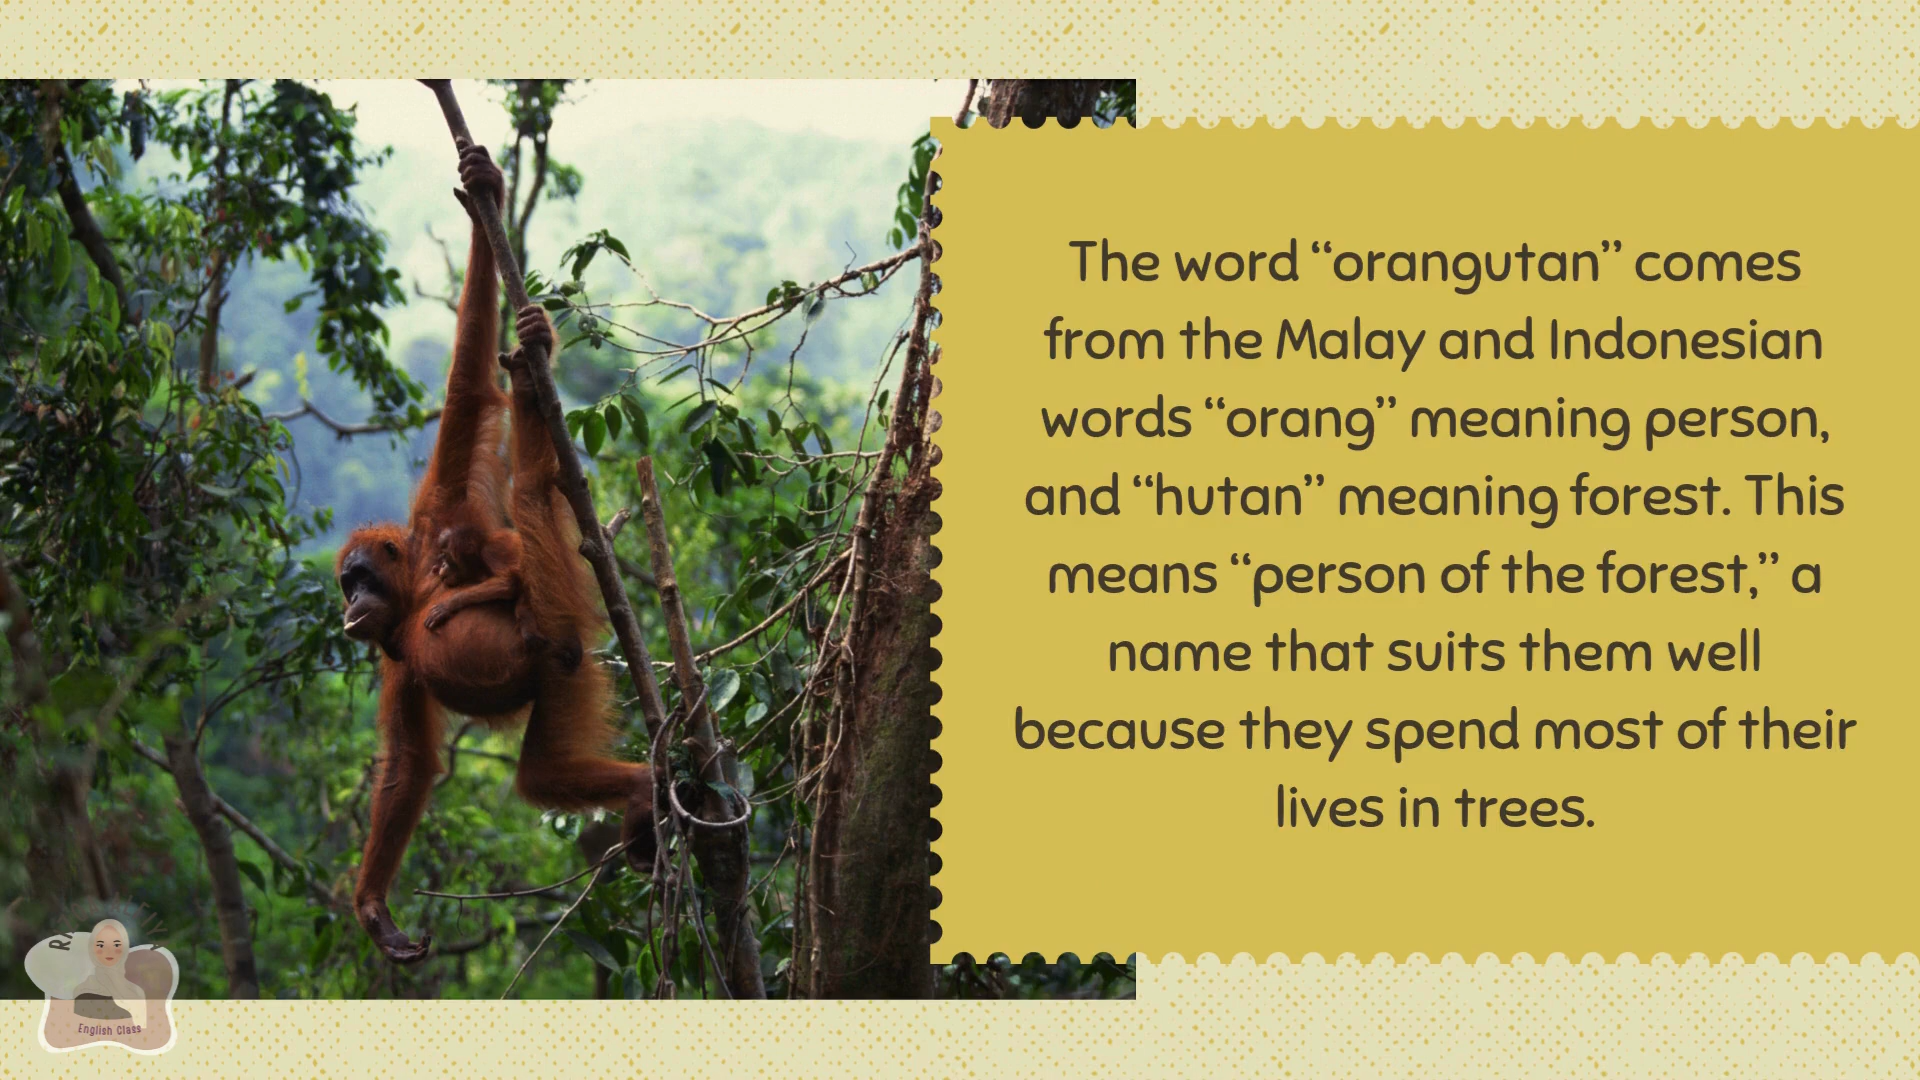 The word “orangutan” comes
from the Malay and Indonesian
words “orang” meaning person,
and “hutan” meaning forest. This
means “person of the forest,” a
name that suits them well
because they spend most of their
lives in trees.
English Class